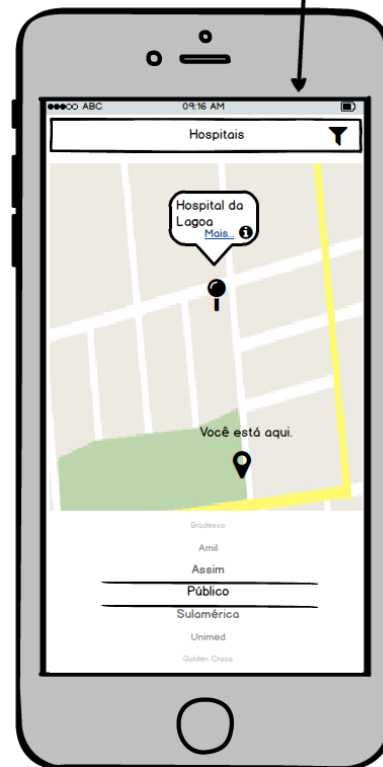 ABC 09:16 AM
Hospitais
Hospital da
Lagoa
Mais...
Você está aqui.
Bradesco
Amil
Assim
Público
Sulamérica
Unimed
Golden Cross